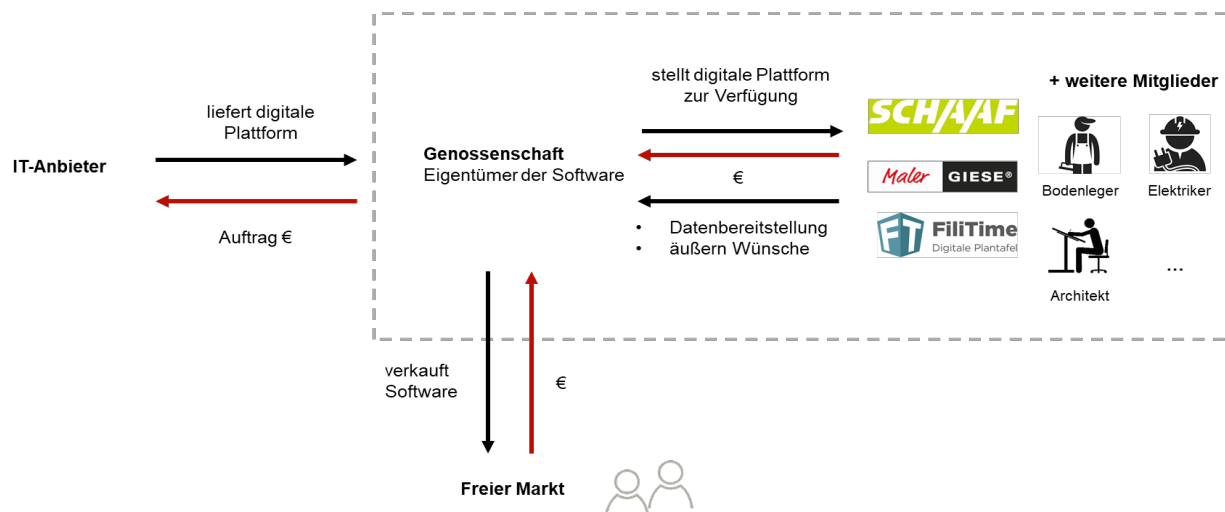 IT-Anbieter
liefert digitale
Plattform
Auftrag €
Genossenschaft
Eigentümer der Software
stellt digitale Plattform
zur Verfügung
€
• Datenbereitstellung
• äußern Wünsche
SCHAAF
Maler GIESE®
FT FiliTime
Digitale Plantafel
+ weitere Mitglieder
Bodenleger
Elektriker
Architekt
...
verkauft
Software
€
Freier Markt